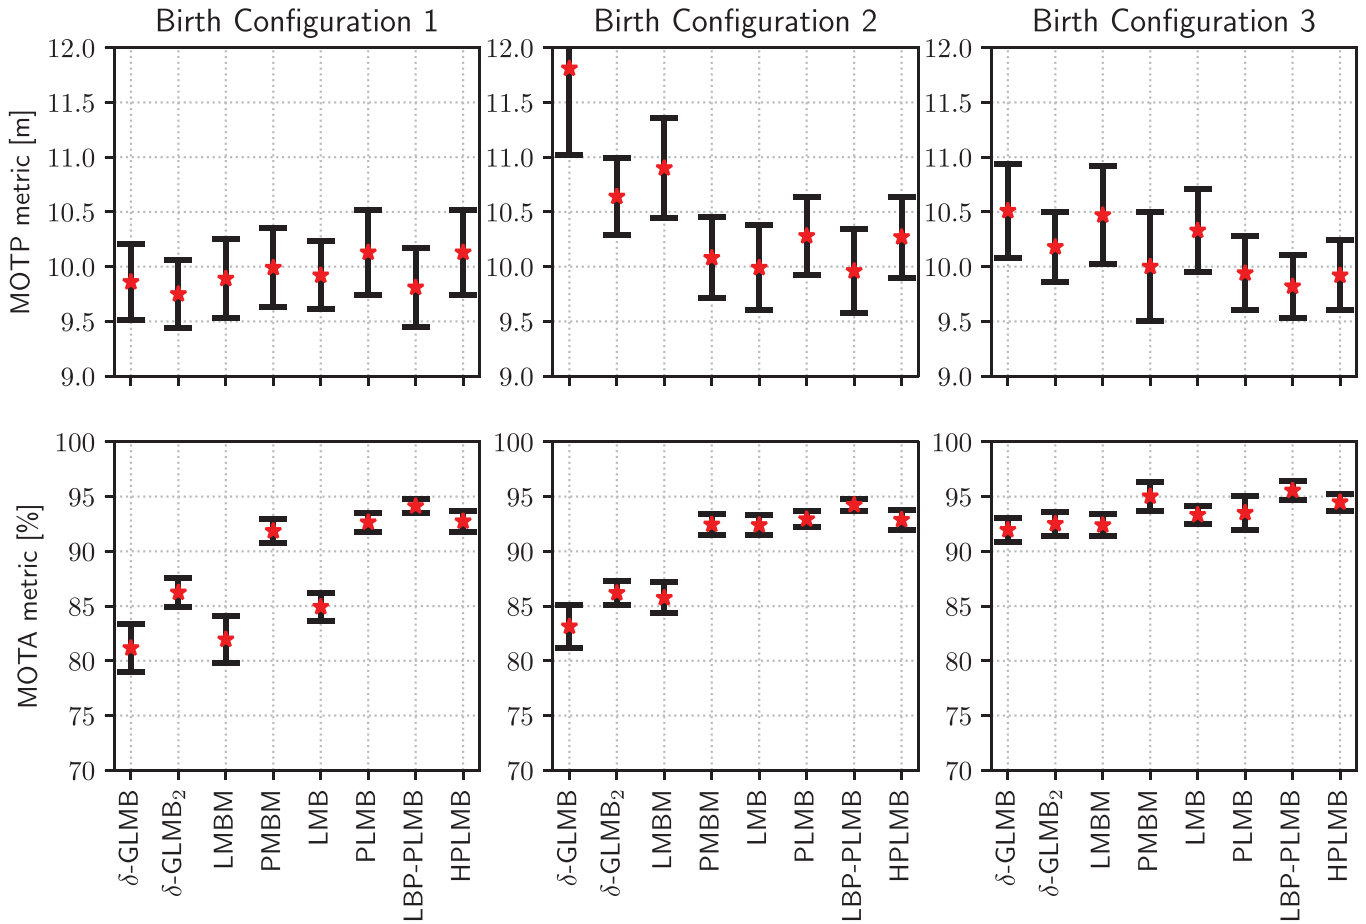 Birth Configuration 1
Birth Configuration 2
Birth Configuration 3
MOTP metric [m]
12.0
11.5
11.0
10.5
10.0
9.5
9.0
12.0
11.5
11.0
10.5
10.0
9.5
9.0
12.0
11.5
11.0
10.5
10.0
9.5
9.0
MOTA metric [%]
100
95
90
85
80
75
70
100
95
90
85
80
75
70
100
95
90
85
80
75
70
δ-GLMB
δ-GLMB₂
LMBM
PMBM
LMB
PLMB
LBP-PLMB
HPLMB
δ-GLMB
δ-GLMB₂
LMBM
PMBM
LMB
PLMB
LBP-PLMB
HPLMB
δ-GLMB
δ-GLMB₂
LMBM
PMBM
LMB
PLMB
LBP-PLMB
HPLMB